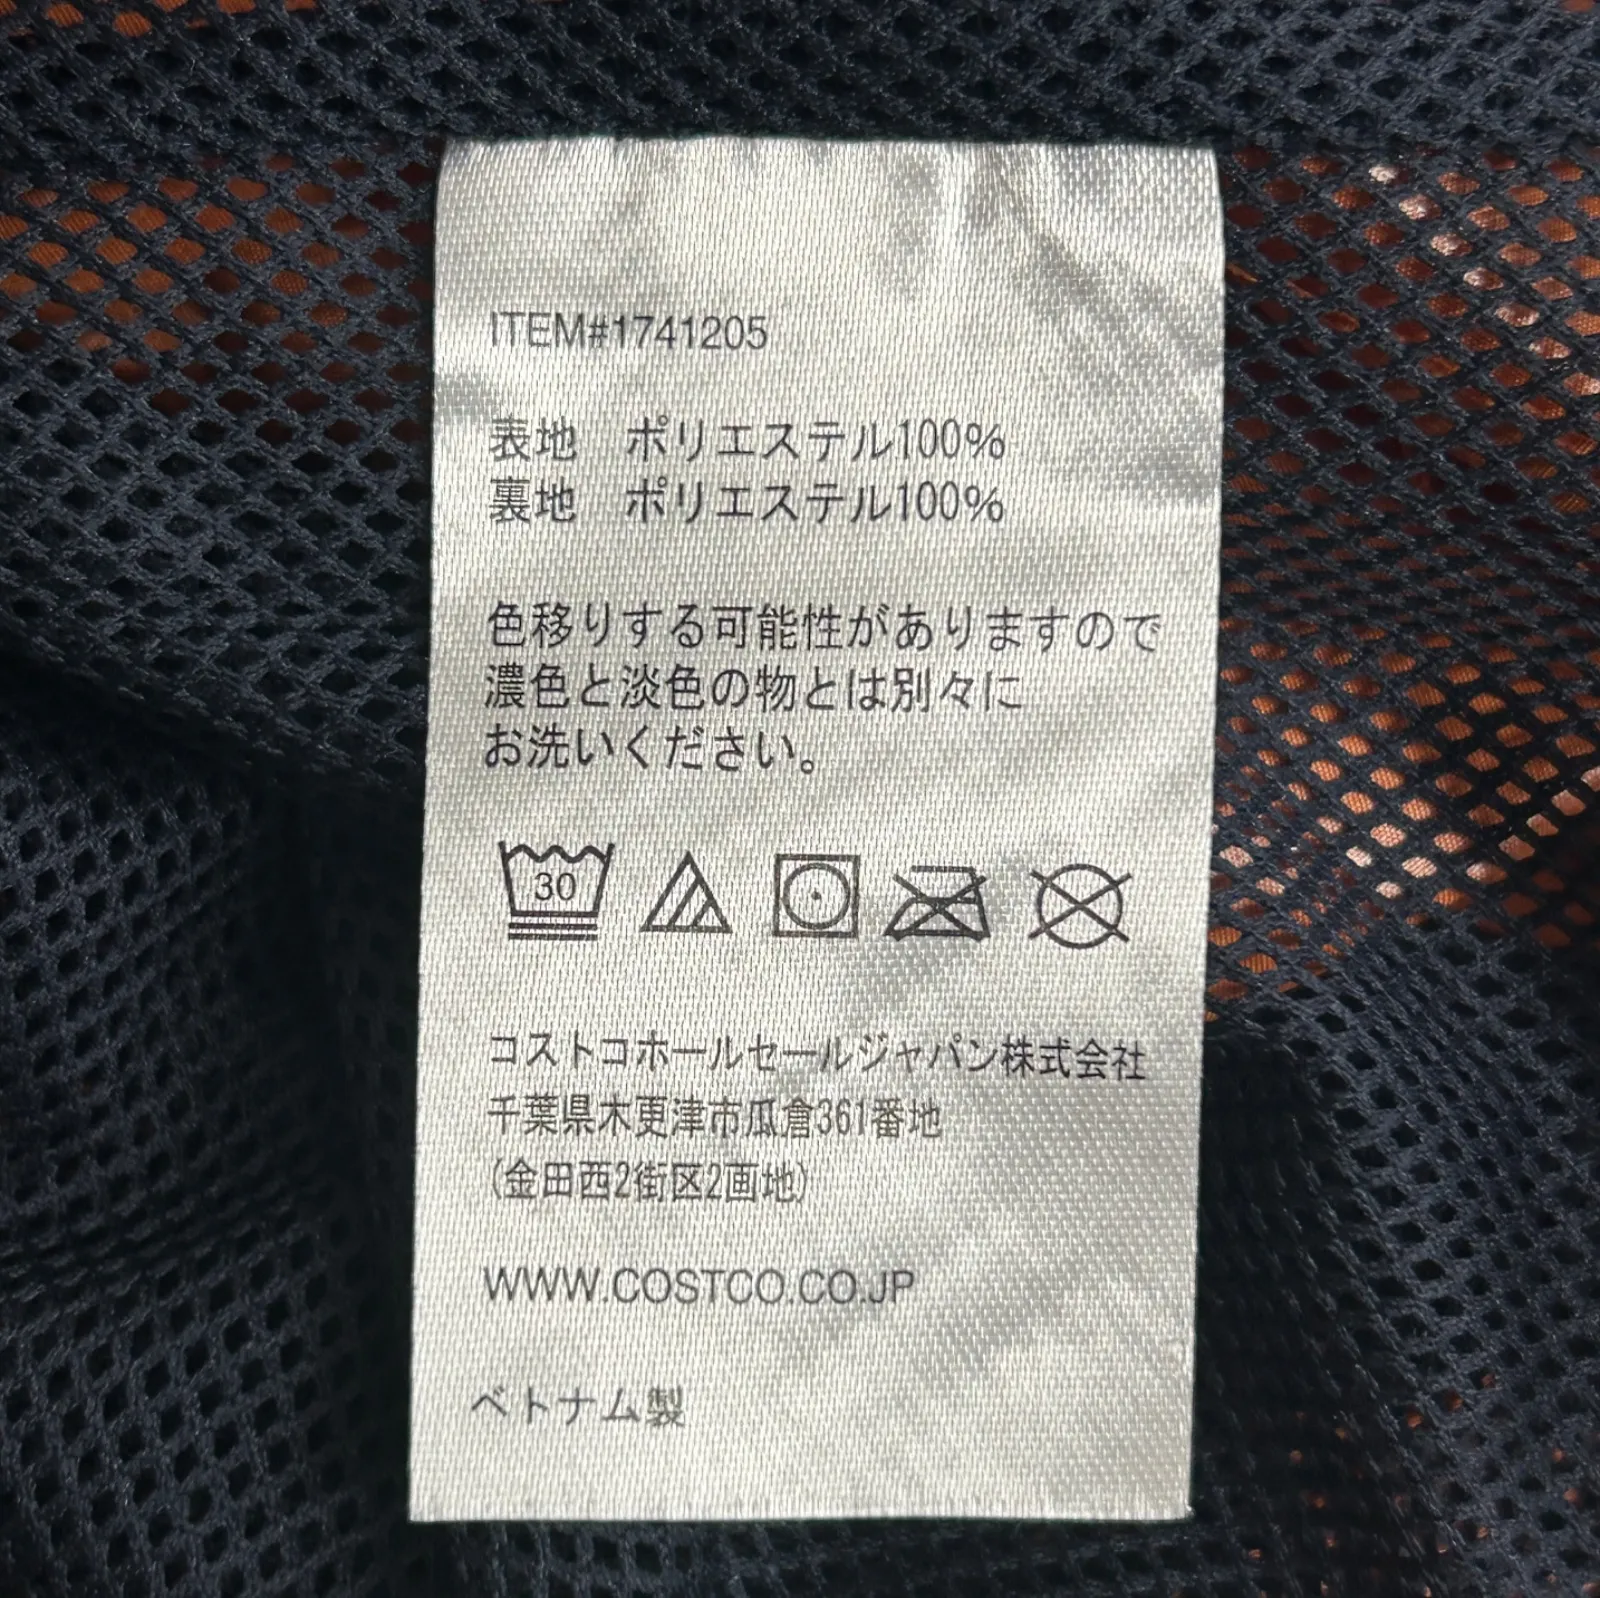 ITEM#1741205
表地　ポリエステル100%
裏地　ポリエステル100%
色移りする可能性がありますので
濃色と淡色の物とは別々に
お洗いください。
30
コストコホールセールジャパン株式会社
千葉県木更津市瓜倉361番地
(金田西2街区2画地)
WWW.COSTCO.CO.JP
ベトナム製